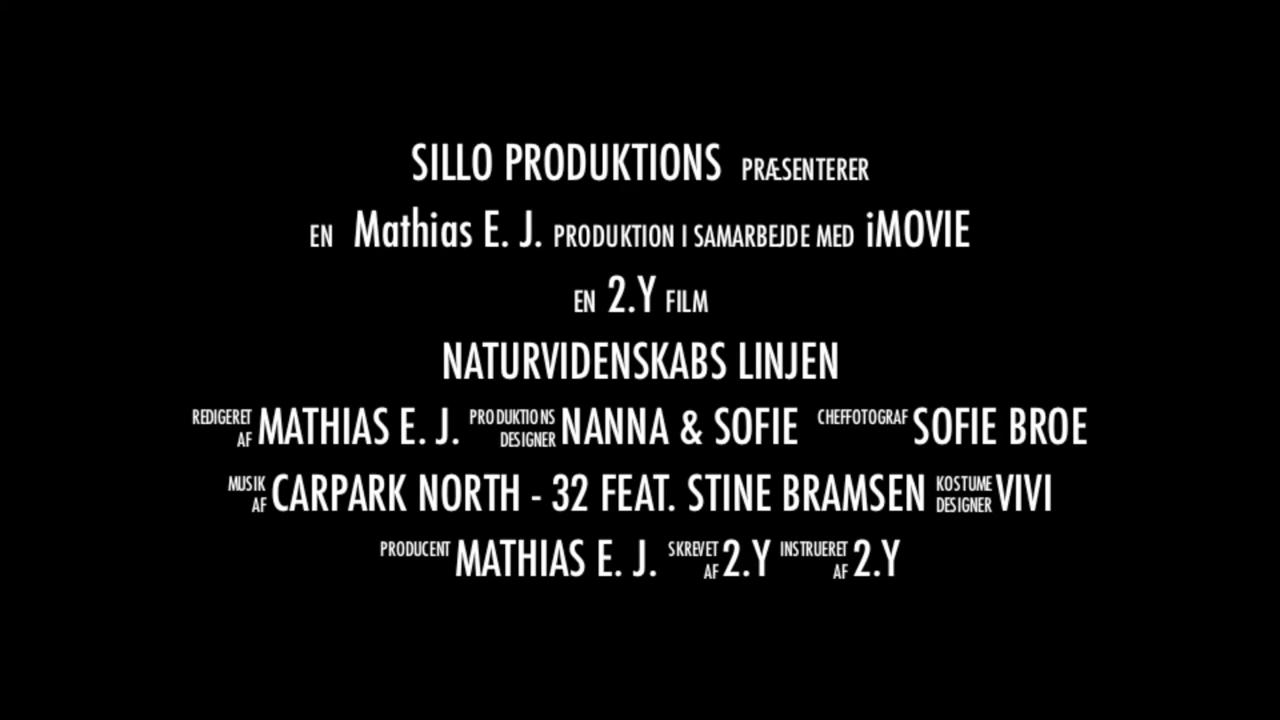 SILLO PRODUKTIONS PRÆSENTERER
EN Mathias E. J. PRODUKTION I SAMARBEJDE MED iMOVIE
EN 2.Y FILM
NATURVIDENSKABS LINJEN
REDIGERET AF MATHIAS E. J. PRODUKTIONS DESIGNER NANNA & SOFIE CHEFFOTOGRAF SOFIE BROE
MUSIK AF CARPARK NORTH - 32 FEAT. STINE BRAMSEN KOSTUME DESIGNER VIVI
PRODUCENT MATHIAS E. J. SKREVET AF 2.Y INSTRUERET AF 2.Y